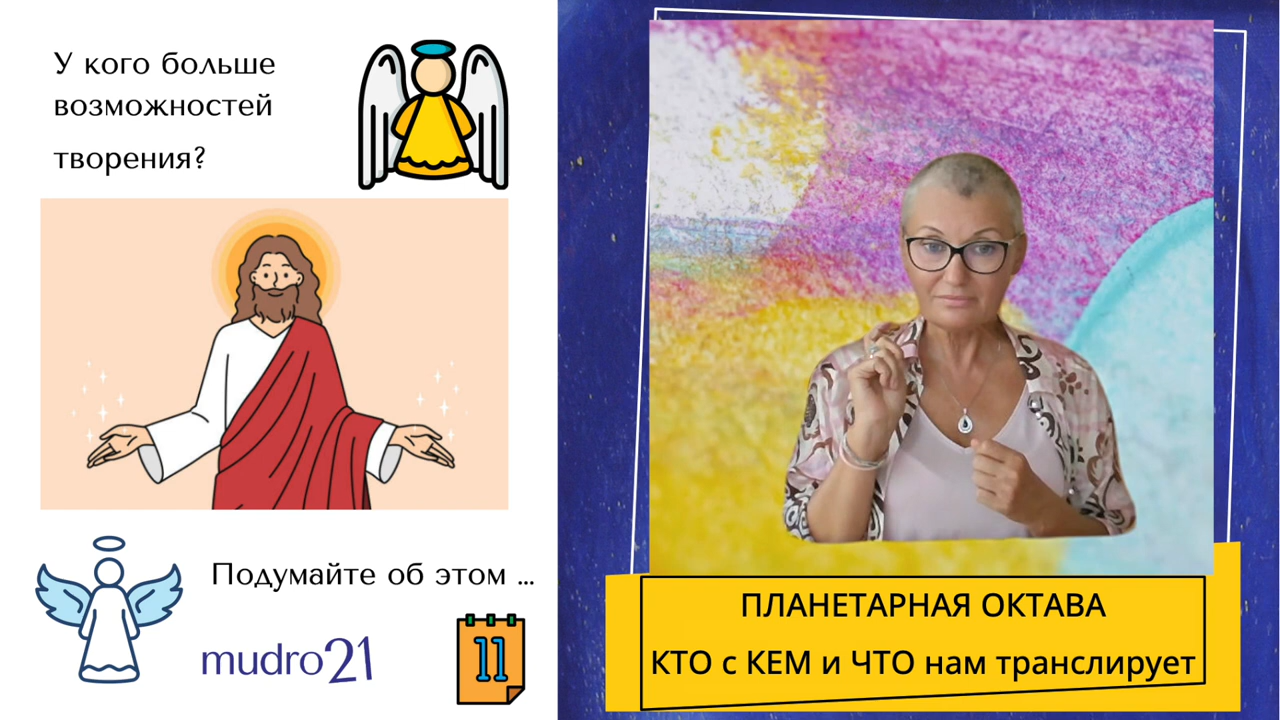 У кого больше
возможностей
творения?
Подумайте об этом ...
mudro21
11
ПЛАНЕТАРНАЯ ОКТАВА
КТО с КЕМ и ЧТО нам транслирует